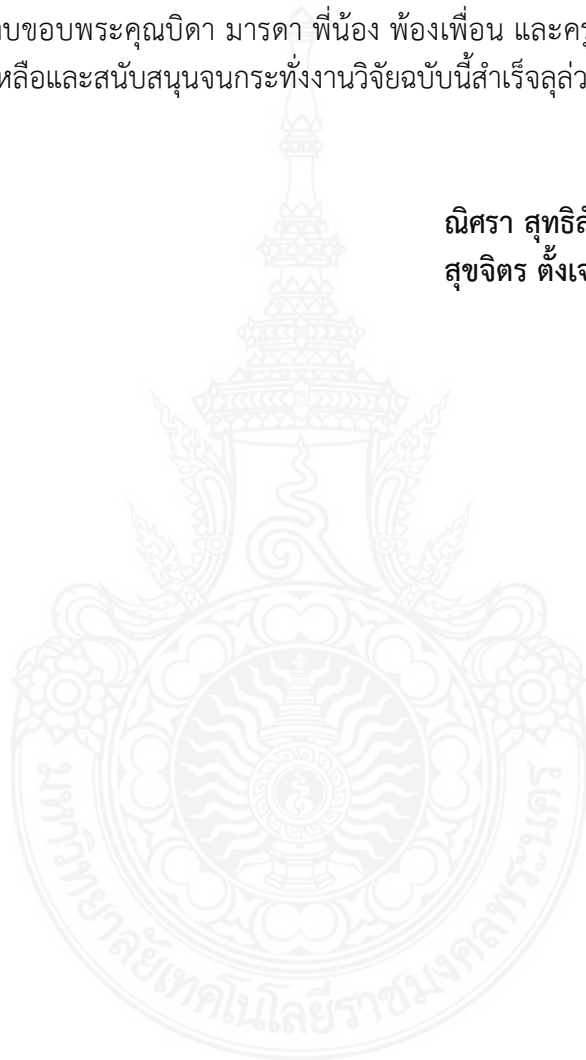 บขอบพระคุณบิดา มารดา พี่น้อง พ้องเพื่อน และคร
หลือและสนับสนุนจนกระทั่งงานวิจัยฉบับนี้สำเร็จลุล่ว
ณิศรา สุทธิสั
สุขจิตร ตั้งเจ
มหาวิทยาลัยเทคโนโลยีราชมงคลพระนคร